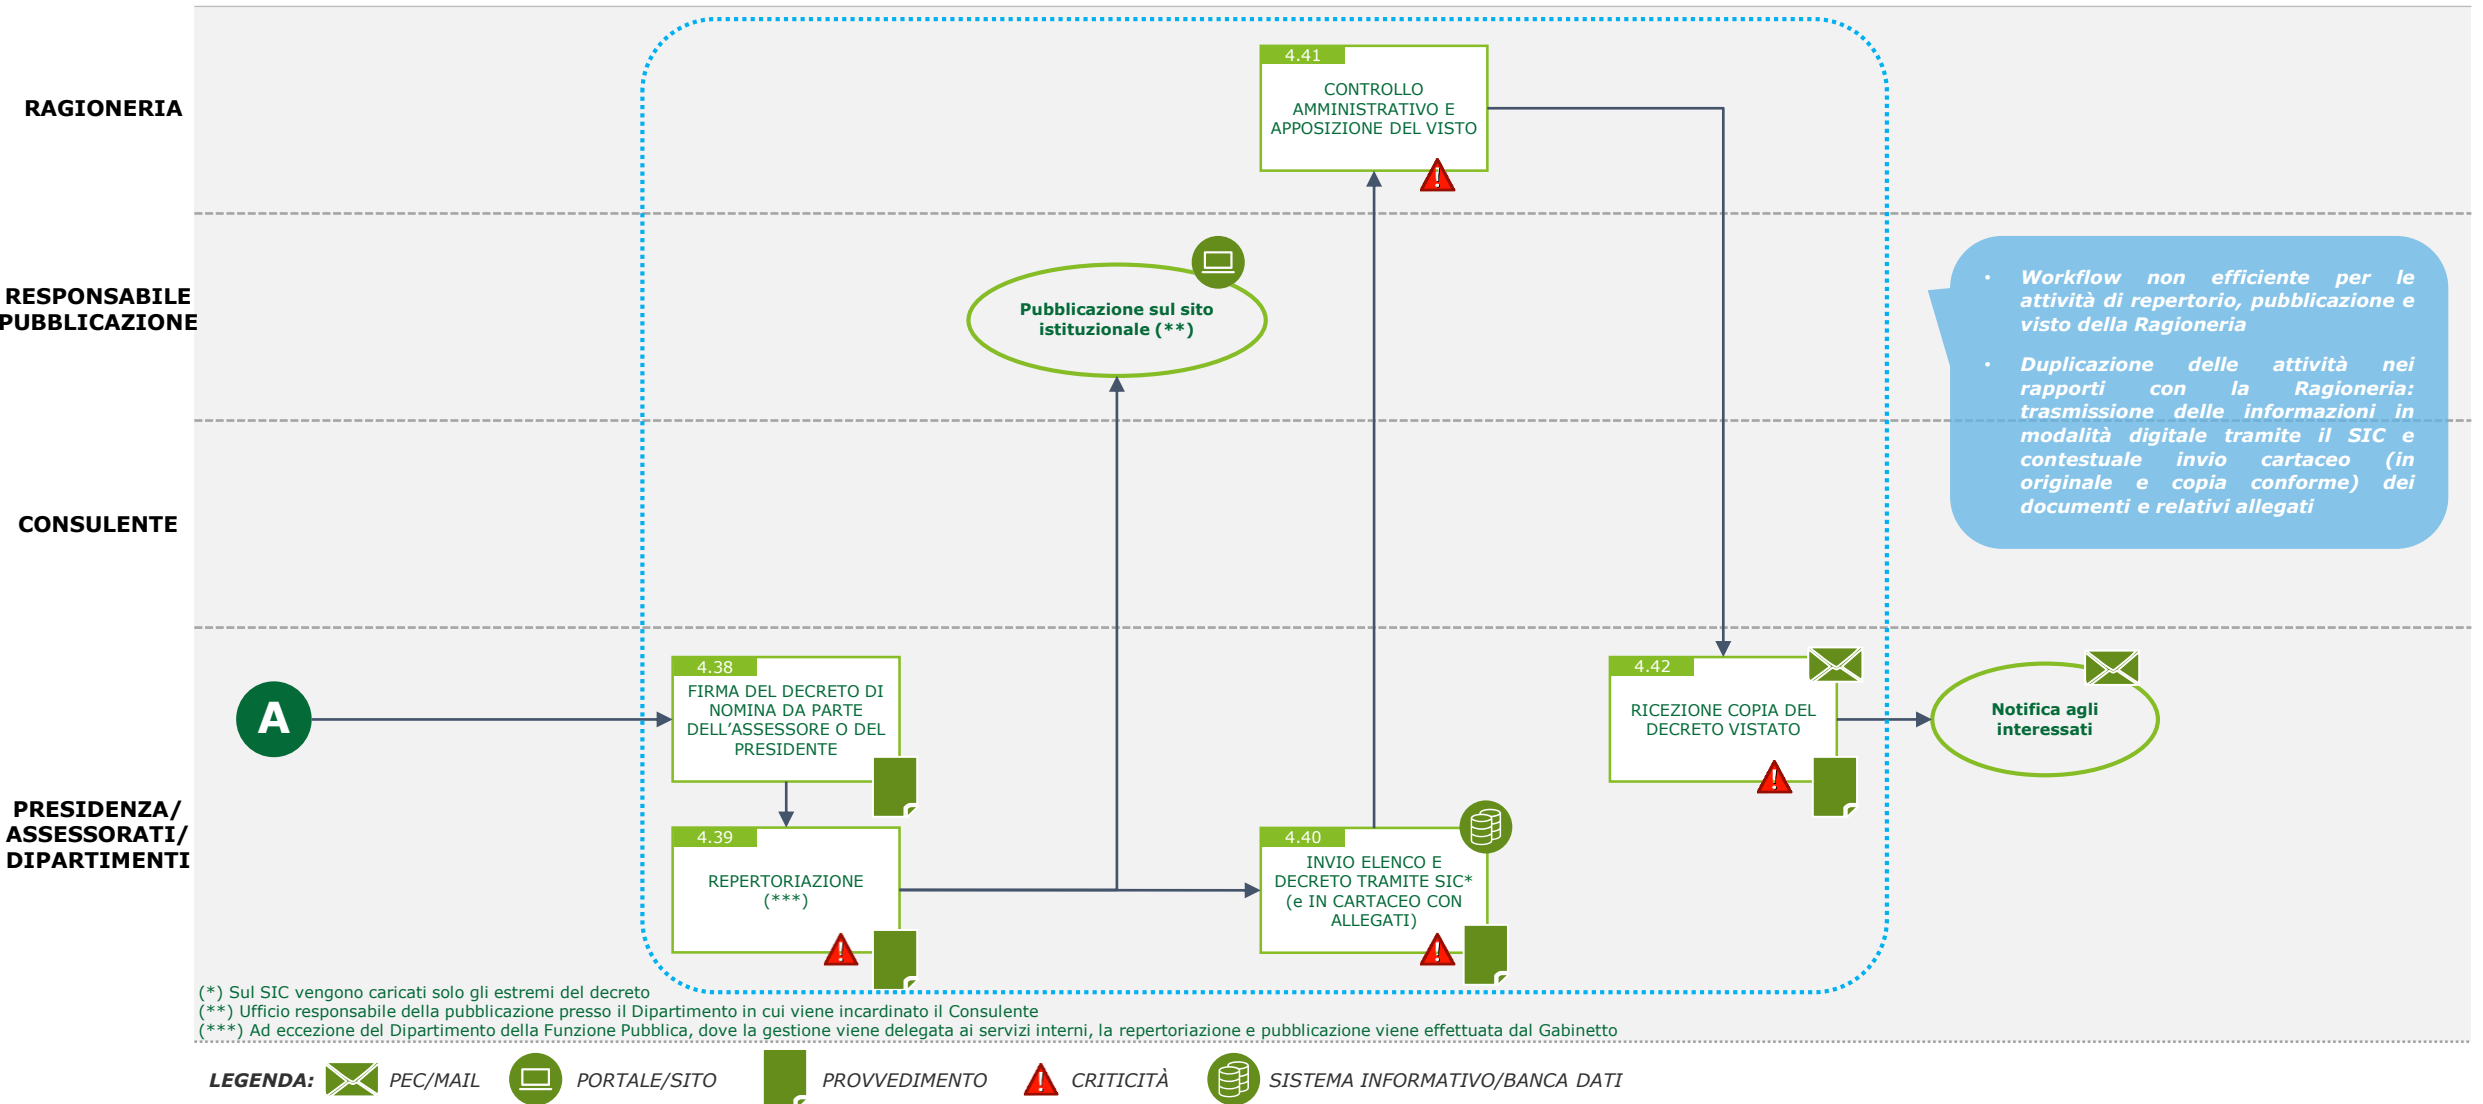 RAGIONERIA
4.41
CONTROLLO
AMMINISTRATIVO E
APPOSIZIONE DEL VISTO
RESPONSABILE
PUBBLICAZIONE
Pubblicazione sul sito
istituzionale (**)
• Workflow non efficiente per le
attività di repertorio, pubblicazione e
visto della Ragioneria
• Duplicazione delle attività nei
rapporti con la Ragioneria:
trasmissione delle informazioni in
modalità digitale tramite il SIC e
contestuale invio cartaceo (in
originale e copia conforme) dei
documenti e relativi allegati
CONSULENTE
PRESIDENZA/
ASSESSORATI/
DIPARTIMENTI
A
4.38
FIRMA DEL DECRETO DI
NOMINA DA PARTE
DELL'ASSESSORE O DEL
PRESIDENTE
4.39
REPERTORIAZIONE
(***)
4.40
INVIO ELENCO E
DECRETO TRAMITE SIC*
(e IN CARTACEO CON
ALLEGATI)
4.42
RICEZIONE COPIA DEL
DECRETO VISTATO
Notifica agli
interessati
(*) Sul SIC vengono caricati solo gli estremi del decreto
(**) Ufficio responsabile della pubblicazione presso il Dipartimento in cui viene incardinato il Consulente
(***) Ad eccezione del Dipartimento della Funzione Pubblica, dove la gestione viene delegata ai servizi interni, la repertoriazione e pubblicazione viene effettuata dal Gabinetto
LEGENDA: PEC/MAIL PORTALE/SITO PROVVEDIMENTO CRITICITÀ SISTEMA INFORMATIVO/BANCA DATI